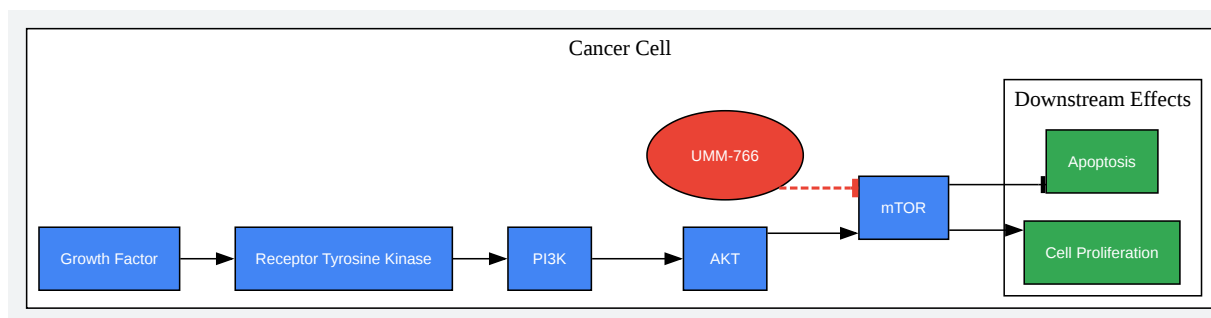 Cancer Cell
Downstream Effects
UMM-766
Apoptosis
mTOR
Growth Factor
Receptor Tyrosine Kinase
PI3K
AKT
Cell Proliferation